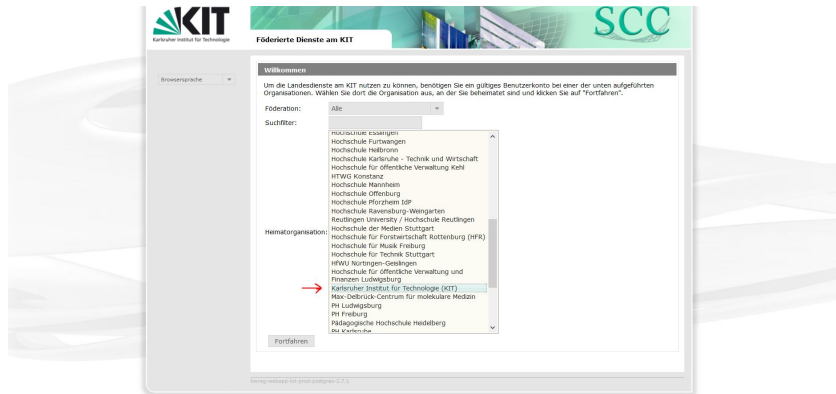 KIT
SCC
Karlsruher Institut für Technologie
Föderierte Dienste am KIT
Browsersprache
Willkommen
Um die Landesdienste am KIT nutzen zu können, benötigen Sie ein gültiges Benutzerkonto bei einer der unten aufgeführten
Organisationen. Wählen Sie dort die Organisation aus, an der Sie beheimatet sind und klicken Sie auf "Fortfahren".
Föderation:
Alle
Suchfilter:
Heimatorganisation:
Hochschule Esslingen
Hochschule Furtwangen
Hochschule Heilbronn
Hochschule Karlsruhe - Technik und Wirtschaft
Hochschule für öffentliche Verwaltung Kehl
HTWG Konstanz
Hochschule Mannheim
Hochschule Offenburg
Hochschule Pforzheim IdP
Hochschule Ravensburg-Weingarten
Reutlingen University / Hochschule Reutlingen
Hochschule der Medien Stuttgart
Hochschule für Forstwirtschaft Rottenburg (HFR)
Hochschule für Musik Freiburg
Hochschule für Technik Stuttgart
HfWU Nürtingen-Geislingen
Hochschule für öffentliche Verwaltung und
Finanzen Ludwigsburg
Karlsruher Institut für Technologie (KIT)
Max-Delbrück-Centrum für molekulare Medizin
PH Ludwigsburg
PH Freiburg
Pädagogische Hochschule Heidelberg
PH Karlsruhe
Fortfahren